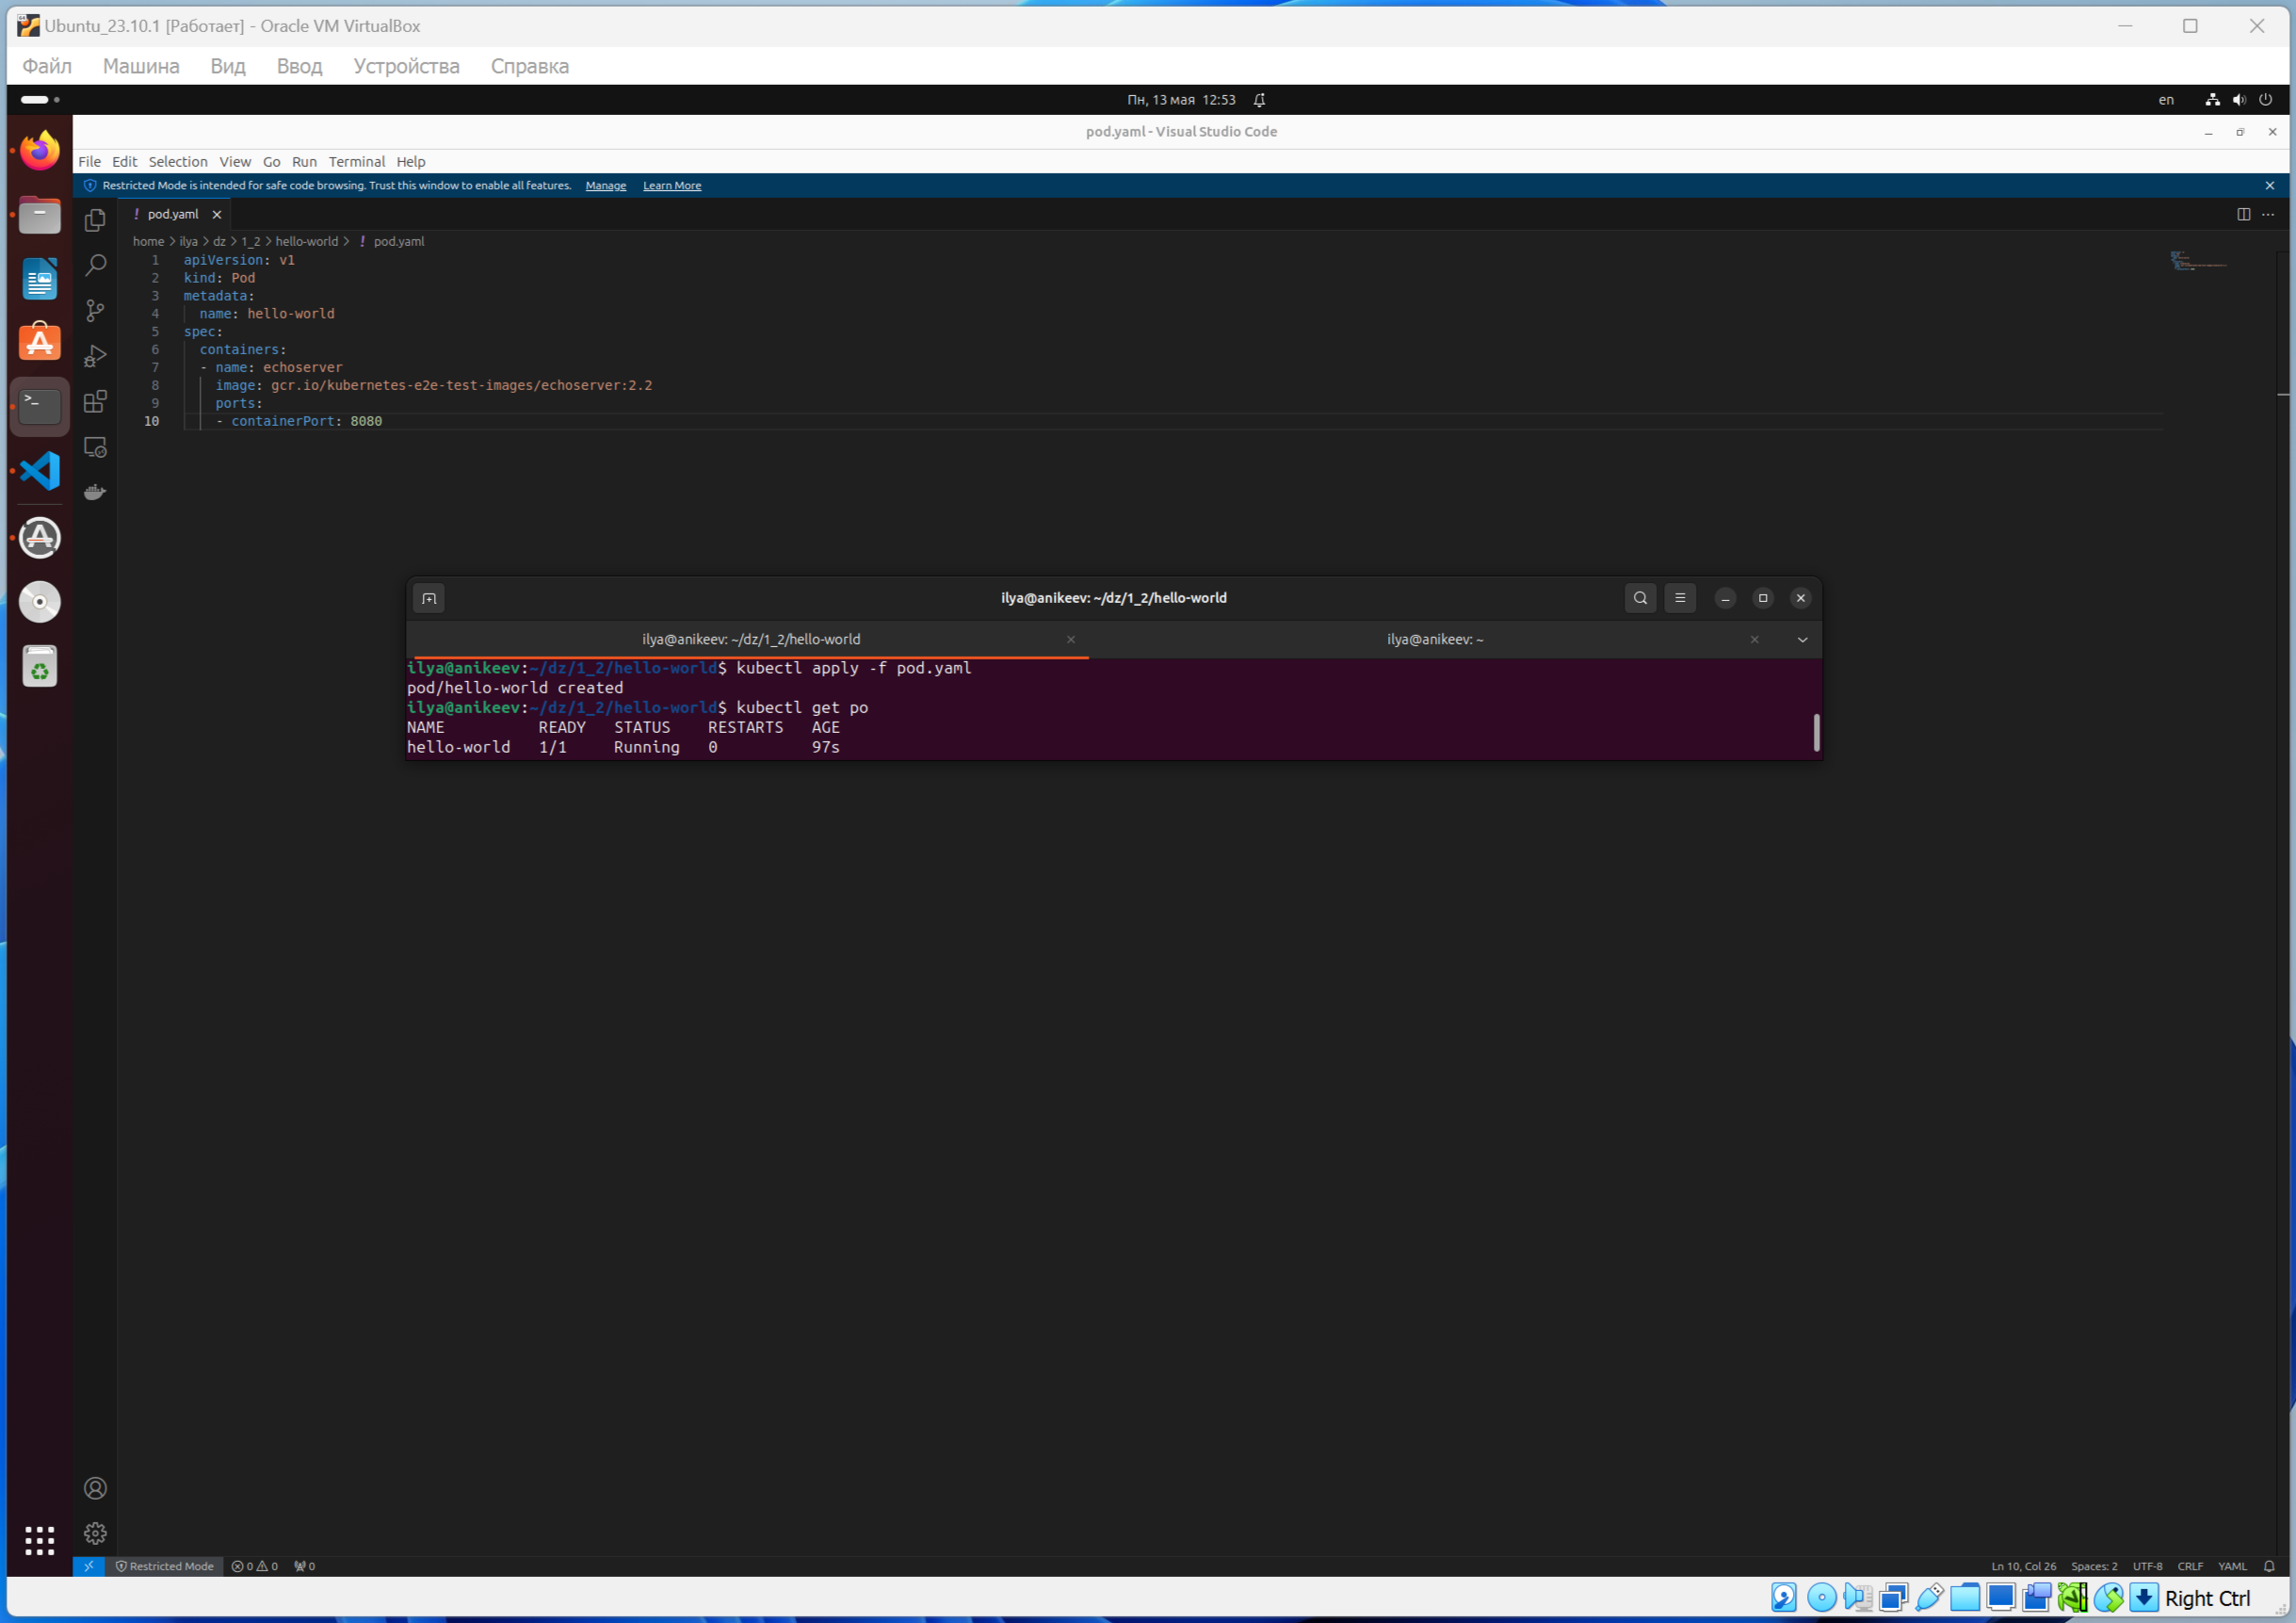 Ubuntu_23.10.1 [Работает] - Oracle VM VirtualBox
Файл Машина Вид Ввод Устройства Справка
Пн, 13 мая 12:53
en
pod.yaml - Visual Studio Code
File Edit Selection View Go Run Terminal Help
Restricted Mode is intended for safe code browsing. Trust this window to enable all features. Manage Learn More
! pod.yaml
home > ilya > dz > 1_2 > hello-world > ! pod.yaml
1 apiVersion: v1
2 kind: Pod
3 metadata:
4 name: hello-world
5 spec:
6 containers:
7 - name: echoserver
8 image: gcr.io/kubernetes-e2e-test-images/echoserver:2.2
9 ports:
10 - containerPort: 8080
ilya@anikeev: ~/dz/1_2/hello-world
ilya@anikeev: ~/dz/1_2/hello-world ilya@anikeev: ~
ilya@anikeev:~/dz/1_2/hello-world$ kubectl apply -f pod.yaml
pod/hello-world created
ilya@anikeev:~/dz/1_2/hello-world$ kubectl get po
NAME READY STATUS RESTARTS AGE
hello-world 1/1 Running 0 97s
Restricted Mode 0 0 0 Ln 10, Col 26 Spaces: 2 UTF-8 CRLF YAML
Right Ctrl